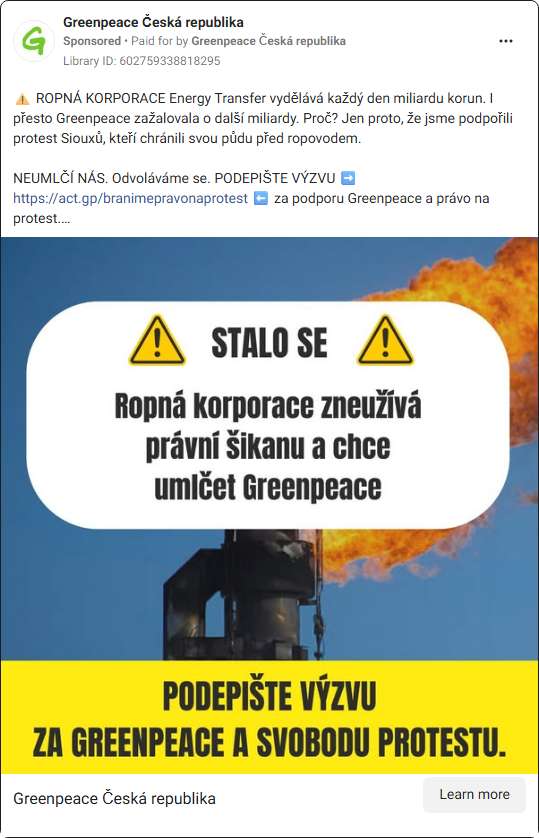 Greenpeace Česká republika
Sponsored • Paid for by Greenpeace Česká republika
Library ID: 602759338818295
⚠️ ROPNÁ KORPORACE Energy Transfer vydělává každý den miliardu korun. I
přesto Greenpeace zažalovala o další miliardy. Proč? Jen proto, že jsme podpořili
protest Siouxů, kteří chránili svou půdu před ropovodem.
NEUMLČÍ NÁS. Odvoláváme se. PODEPIŠTE VÝZVU ➡️
https://act.gp/branimepravonaprotest ⬅️ za podporu Greenpeace a právo na
protest....
STALO SE
Ropná korporace zneužívá
právní šikanu a chce
umlčet Greenpeace
PODEPIŠTE VÝZVU
ZA GREENPEACE A SVOBODU PROTESTU.
Greenpeace Česká republika
Learn more